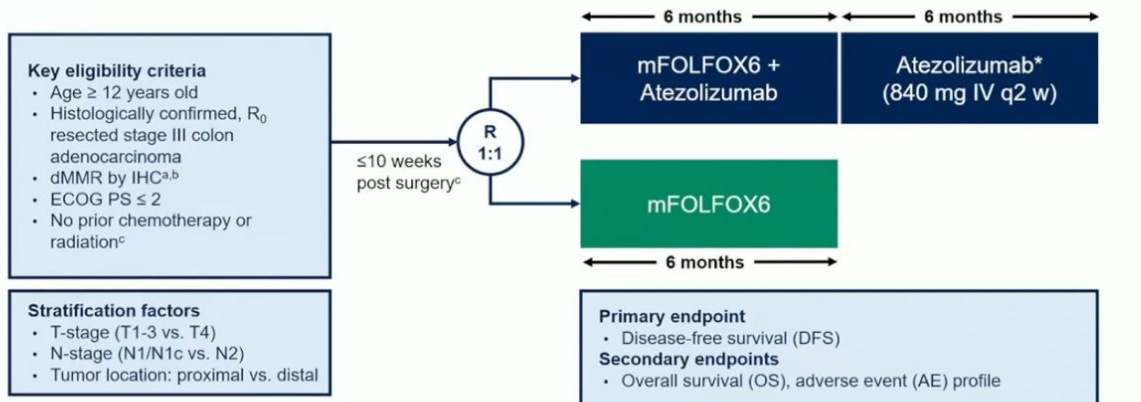 Key eligibility criteria
• Age ≥ 12 years old
• Histologically confirmed, R₀
resected stage III colon
adenocarcinoma
• dMMR by IHCᵃ,ᵇ
• ECOG PS ≤ 2
• No prior chemotherapy or
radiationᶜ
Stratification factors
• T-stage (T1-3 vs. T4)
• N-stage (N1/N1c vs. N2)
• Tumor location: proximal vs. distal
≤10 weeks
post surgeryᶜ
R
1:1
6 months
6 months
mFOLFOX6 +
Atezolizumab
Atezolizumab*
(840 mg IV q2 w)
mFOLFOX6
6 months
Primary endpoint
• Disease-free survival (DFS)
Secondary endpoints
• Overall survival (OS), adverse event (AE) profile